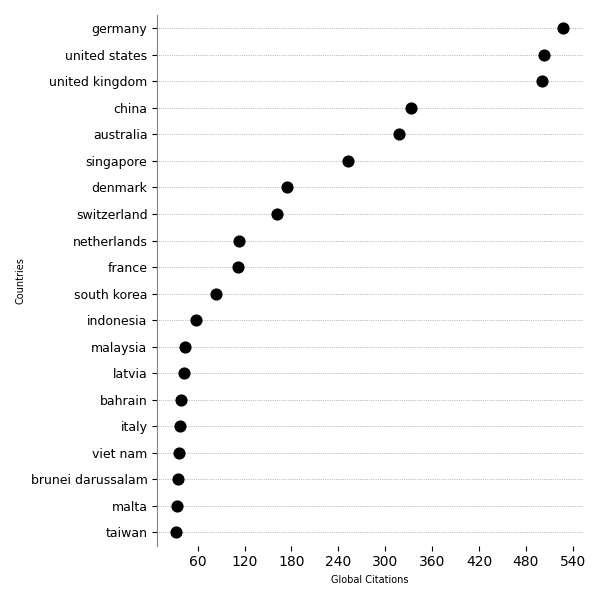 germany
united states
united kingdom
china
australia
singapore
denmark
switzerland
netherlands
france
south korea
indonesia
malaysia
latvia
bahrain
italy
viet nam
brunei darussalam
malta
taiwan
Countries
60 120 180 240 300 360 420 480 540
Global Citations